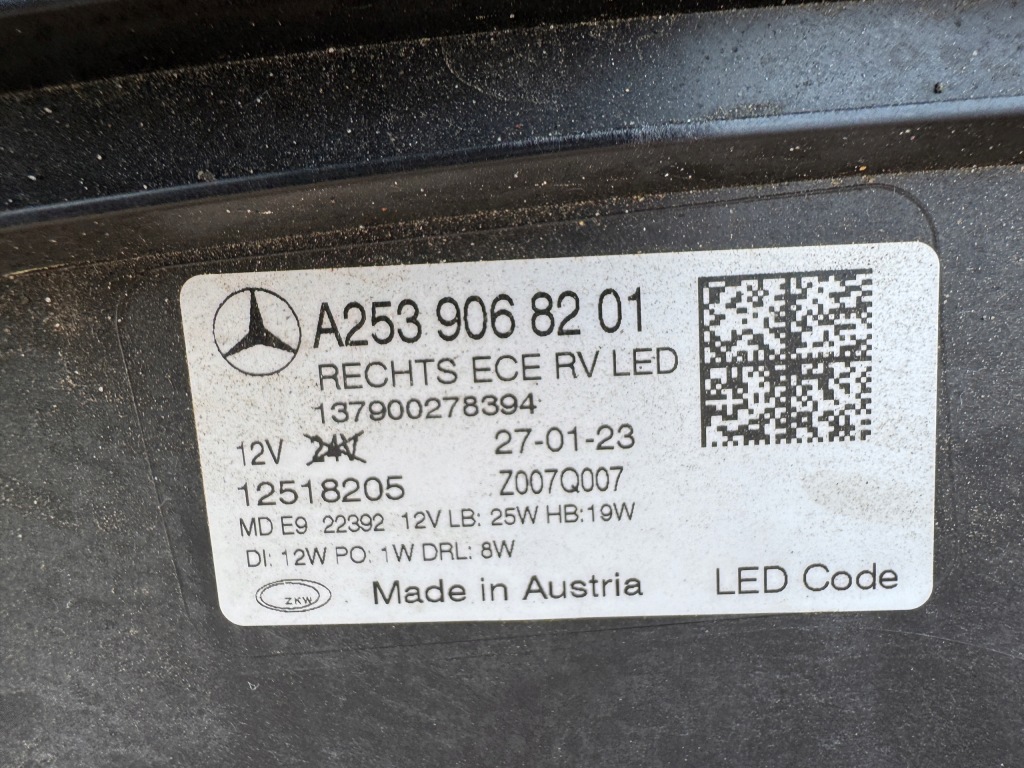 A253 906 82 01
RECHTS ECE RV LED
137900278394
12V 24V 27-01-23
12518205 Z007Q007
MD E9 22392 12V LB: 25W HB:19W
DI: 12W PO: 1W DRL: 8W
ZKW Made in Austria LED Code